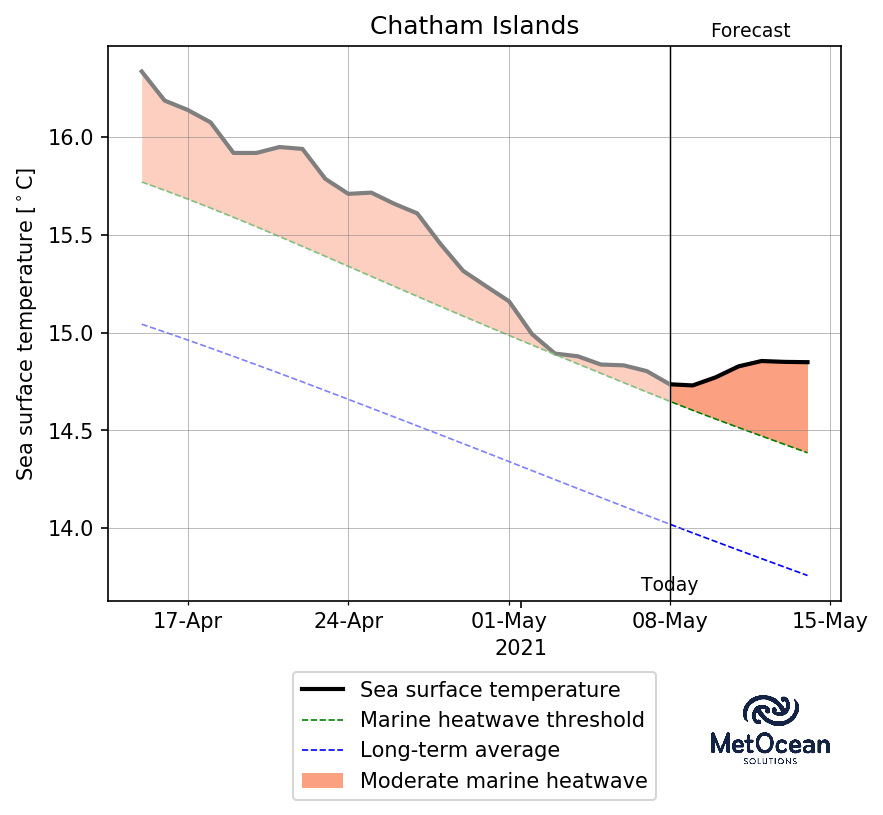 Chatham Islands
Forecast
Sea surface temperature [°C]
16.0
15.5
15.0
14.5
14.0
Today
17-Apr 24-Apr 01-May 08-May 15-May
2021
Sea surface temperature
Marine heatwave threshold
Long-term average
Moderate marine heatwave
MetOcean
SOLUTIONS